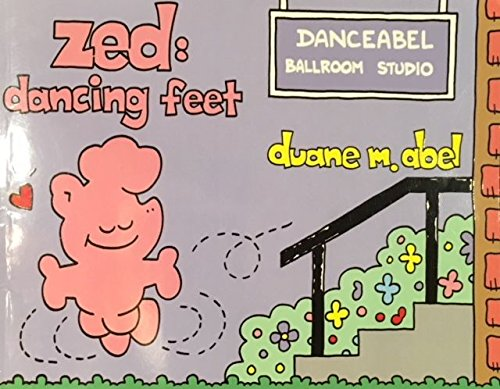 zed:
dancing feet
DANCEABEL
BALLROOM STUDIO
duane m. abel